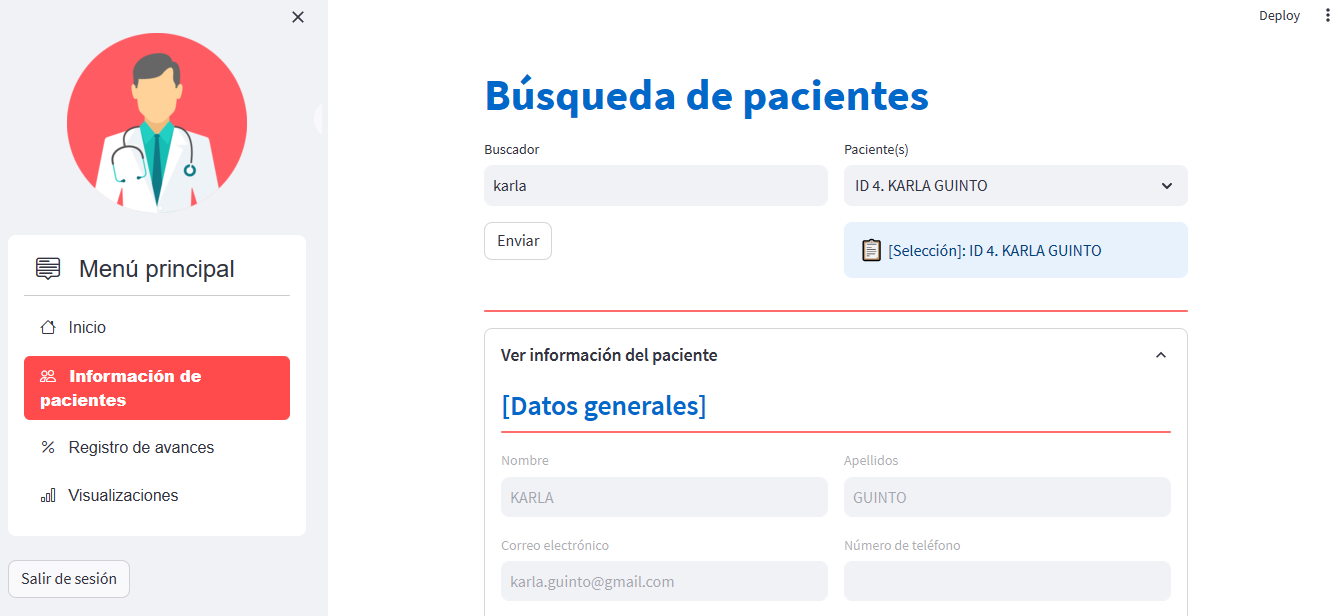 Deploy
Menú principal
Inicio
Información de
pacientes
Registro de avances
Visualizaciones
Salir de sesión
Búsqueda de pacientes
Buscador
Paciente(s)
karla
ID 4. KARLA GUINTO
Enviar
[Selección]: ID 4. KARLA GUINTO
Ver información del paciente
[Datos generales]
Nombre
Apellidos
KARLA
GUINTO
Correo electrónico
Número de teléfono
karla.guinto@gmail.com